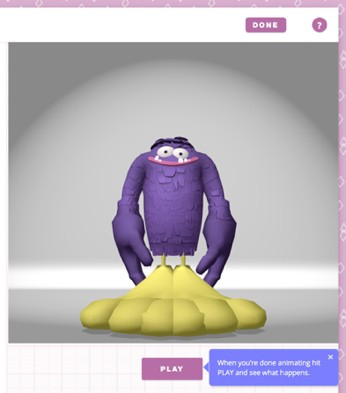 DONE
?
PLAY
When you're done animating hit
PLAY and see what happens.